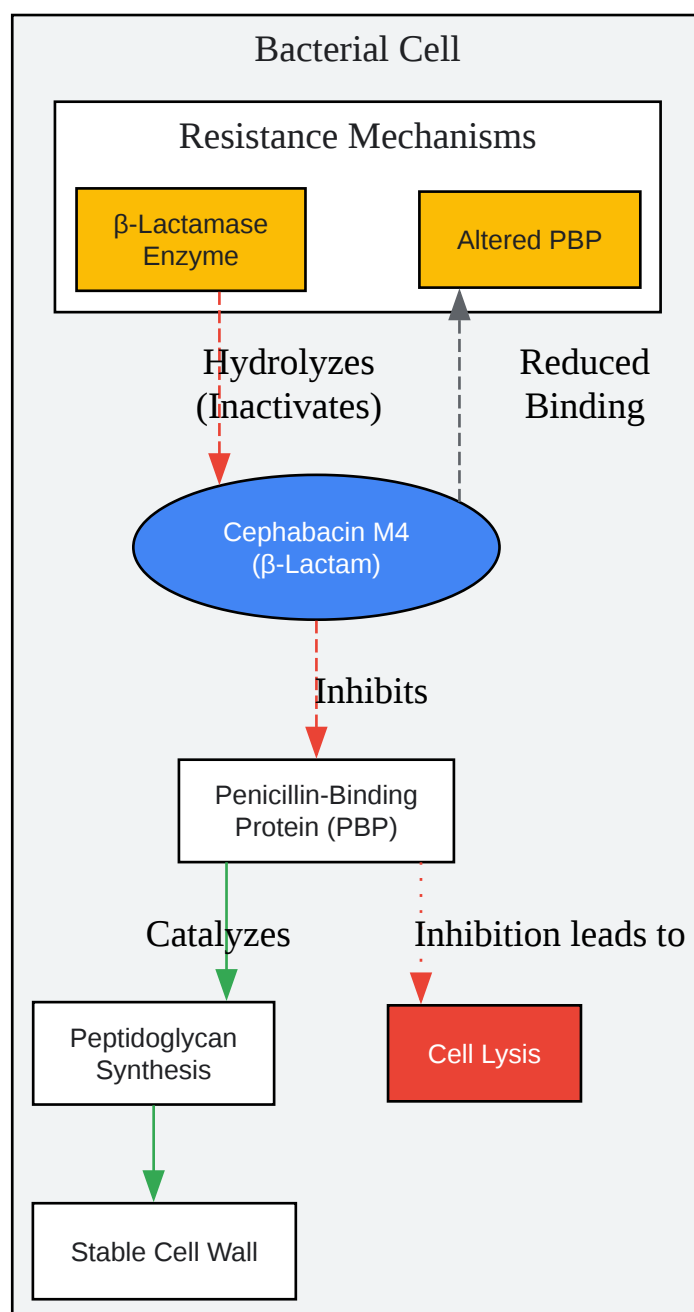 Bacterial Cell
Resistance Mechanisms
β-Lactamase
Enzyme
Altered PBP
Hydrolyzes
(Inactivates)
Reduced
Binding
Cephabacin M4
(β-Lactam)
Inhibits
Penicillin-Binding
Protein (PBP)
Catalyzes
Inhibition leads to
Peptidoglycan
Synthesis
Cell Lysis
Stable Cell Wall